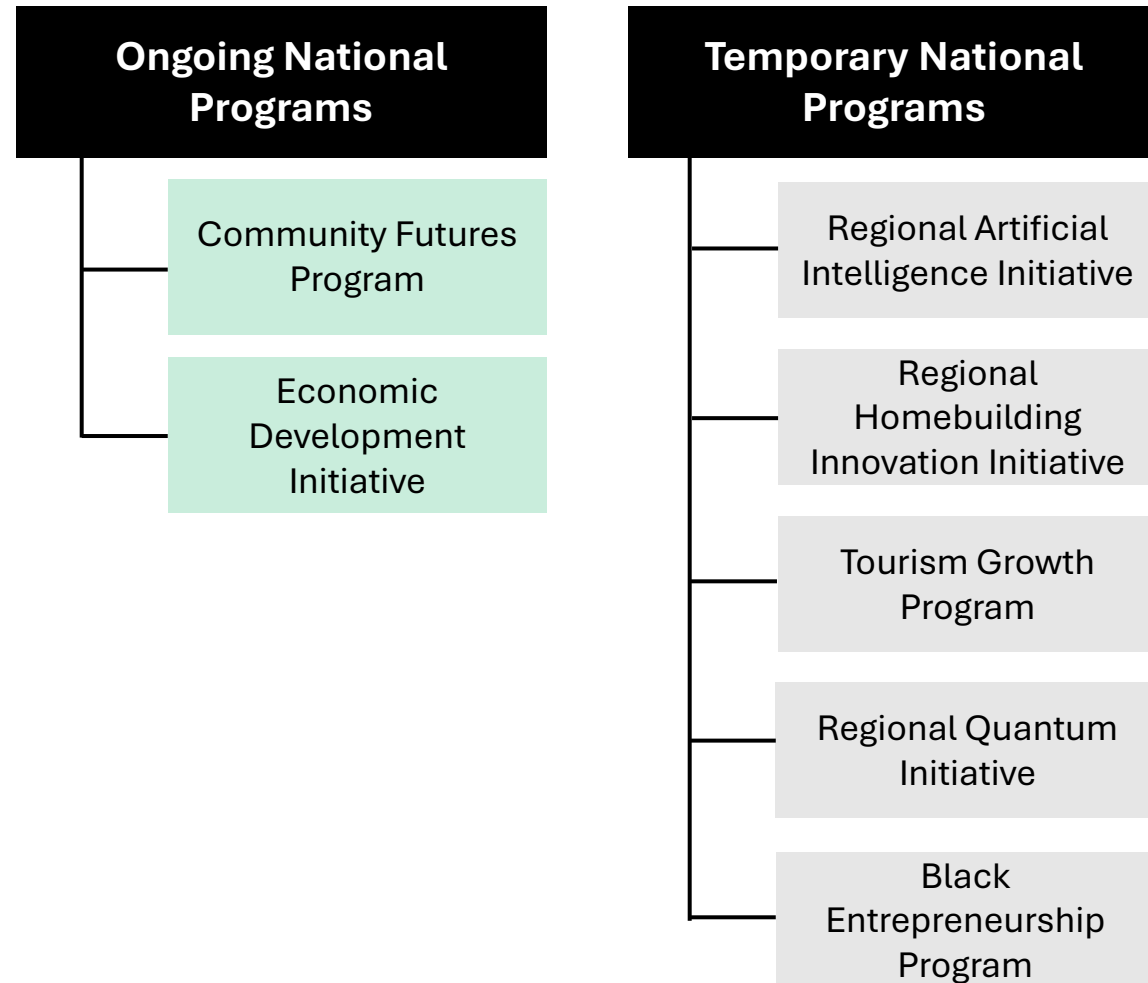 Ongoing National
Programs
Community Futures
Program
Economic
Development
Initiative
Temporary National
Programs
Regional Artificial
Intelligence Initiative
Regional
Homebuilding
Innovation Initiative
Tourism Growth
Program
Regional Quantum
Initiative
Black
Entrepreneurship
Program